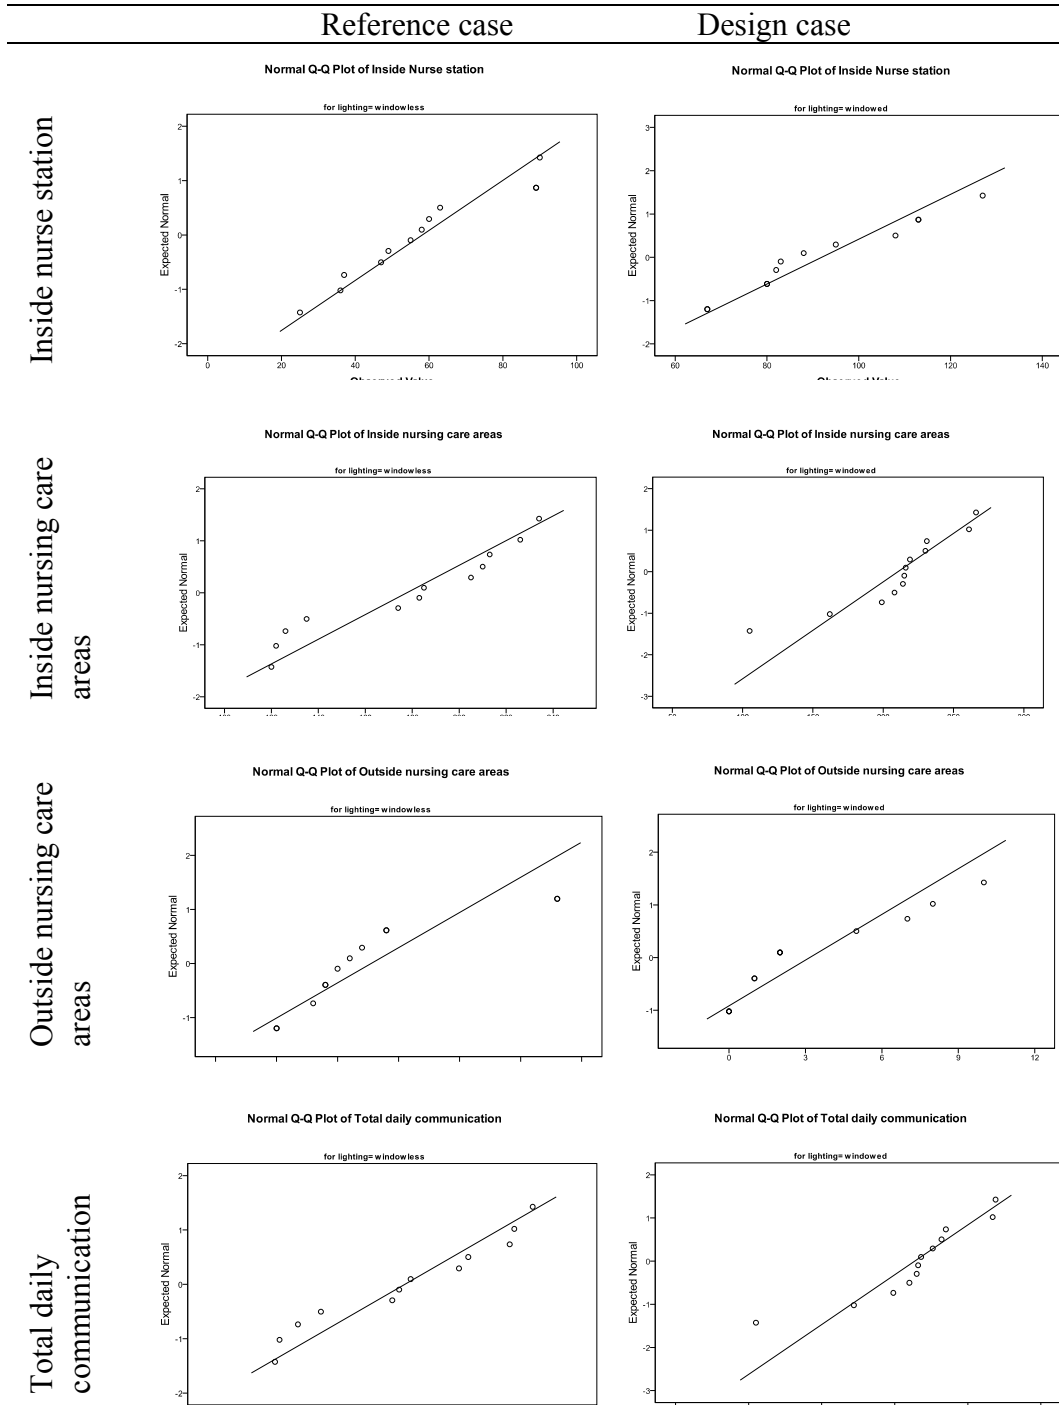 Reference case Design case
Inside nurse station
Normal Q-Q Plot of Inside Nurse station
for lighting= windowless
Expected Normal
2
1
0
-1
-2
0 20 40 60 80 100
Observed Value
Normal Q-Q Plot of Inside Nurse station
for lighting= windowed
Expected Normal
3
2
1
0
-1
-2
60 80 100 120 140
Observed Value
Inside nursing care
areas
Normal Q-Q Plot of Inside nursing care areas
for lighting= windowless
Expected Normal
2
1
0
-1
-2
Normal Q-Q Plot of Inside nursing care areas
for lighting= windowed
Expected Normal
2
1
0
-1
-2
-3
Outside nursing care
areas
Normal Q-Q Plot of Outside nursing care areas
for lighting= windowless
Expected Normal
2
1
0
-1
Normal Q-Q Plot of Outside nursing care areas
for lighting= windowed
Expected Normal
2
1
0
-1
0 3 6 9 12
Total daily
communication
Normal Q-Q Plot of Total daily communication
for lighting= windowless
Expected Normal
2
1
0
-1
-2
Normal Q-Q Plot of Total daily communication
for lighting= windowed
Expected Normal
2
1
0
-1
-2
-3